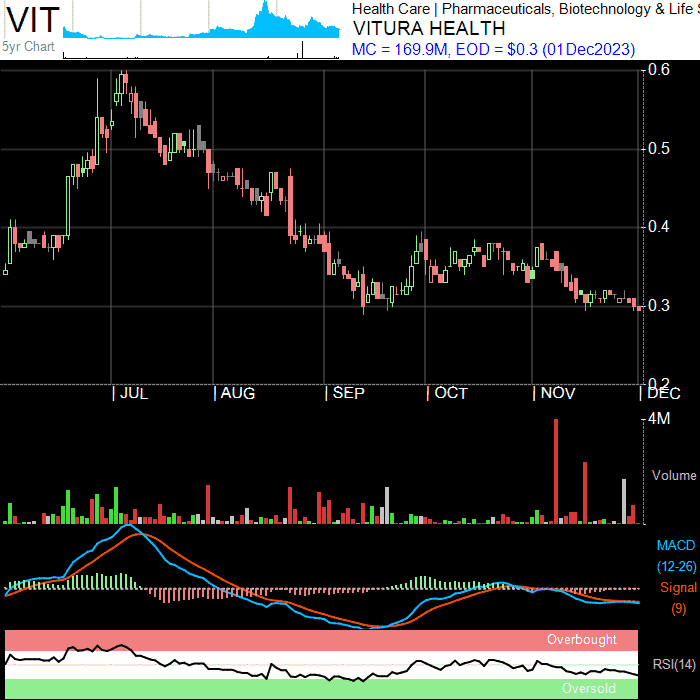 VIT
5yr Chart
Health Care | Pharmaceuticals, Biotechnology & Life
VITURA HEALTH
MC = 169.9M, EOD = $0.3 (01Dec2023)
0.6
0.5
0.4
0.3
0.2
| JUL | AUG | SEP | OCT | NOV | DEC
4M
Volume
MACD
(12-26)
Signal
(9)
Overbought
RSI(14)
Oversold